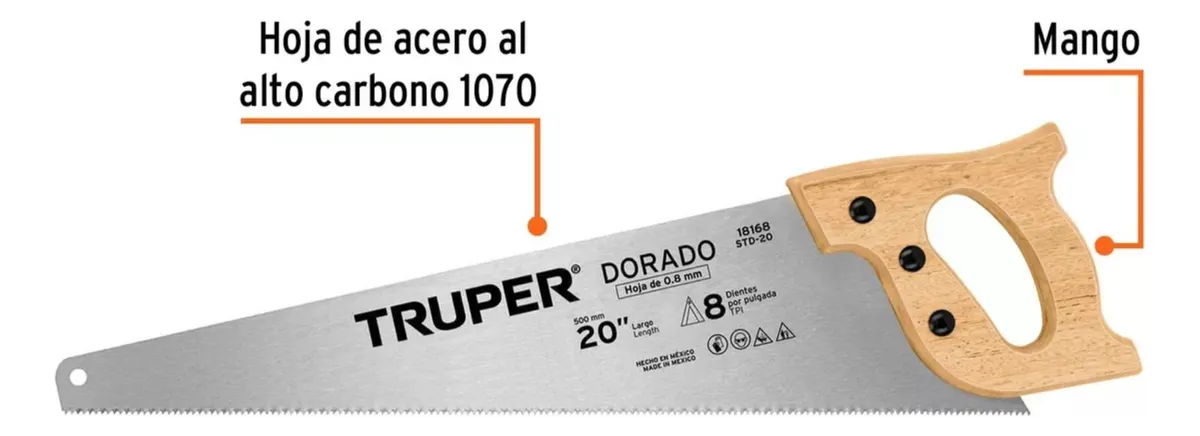 Hoja de acero al
alto carbono 1070
Mango
18168
STD-20
DORADO
Hoja de 0.8 mm
TRUPER®
500 mm
20"
Largo
Length
8
Dientes
por pulgada
TPI
HECHO EN MÉXICO
MADE IN MEXICO